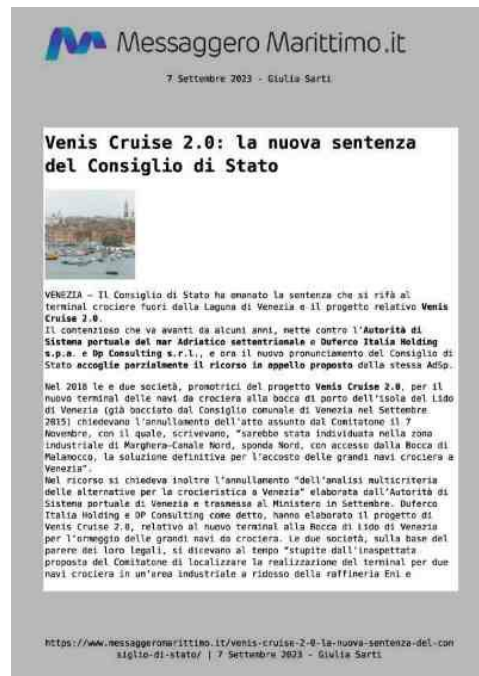 Messaggero Marittimo.it
7 Settembre 2023 - Giulia Sarti
Venis Cruise 2.0: la nuova sentenza
del Consiglio di Stato
VENEZIA – Il Consiglio di Stato ha emanato la sentenza che si rifà al
terminal crociere fuori dalla Laguna di Venezia e il progetto relativo Venis
Cruise 2.0.
Il contenzioso che va avanti da alcuni anni, mette contro l'Autorità di
Sistema portuale del mar Adriatico settentrionale e Duferco Italia Holding
s.p.a. e Dp Consulting s.r.l., e ora il nuovo pronunciamento del Consiglio di
Stato accoglie parzialmente il ricorso in appello proposto dalla stessa AdSp.
Nel 2018 le e due società, promotrici del progetto Venis Cruise 2.0, per il
nuovo terminal delle navi da crociera alla bocca di porto dell'isola del Lido
di Venezia (già bocciato dal Consiglio comunale di Venezia nel Settembre
2015) chiedevano l'annullamento dell'atto assunto dal Comitatone il 7
Novembre, con il quale, scrivevano, "sarebbe stata individuata nella zona
industriale di Marghera-Canale Nord, sponda Nord, con accesso dalla Bocca di
Malamocco, la soluzione definitiva per l'accosto delle grandi navi crociera a
Venezia".
Nel ricorso si chiedeva inoltre l'annullamento "dell'analisi multicriteria
delle alternative per la crocieristica a Venezia" elaborata dall'Autorità di
Sistema portuale di Venezia e trasmessa al Ministero in Settembre. Duferco
Italia Holding e DP Consulting come detto, hanno elaborato il progetto di
Venis Cruise 2.0, relativo al nuovo terminal alla Bocca di Lido di Venezia
per l'ormeggio delle grandi navi da crociera. Le due società, sulla base del
parere dei loro legali, si dicevano al tempo "stupite dall'inaspettata
proposta del Comitatone di localizzare la realizzazione del terminal per due
navi crociera in un'area industriale a ridosso della raffineria Eni e
https://www.messaggeromarittimo.it/venis-cruise-2-0-la-nuova-sentenza-del-con
siglio-di-stato/ | 7 Settembre 2023 - Giulia Sarti